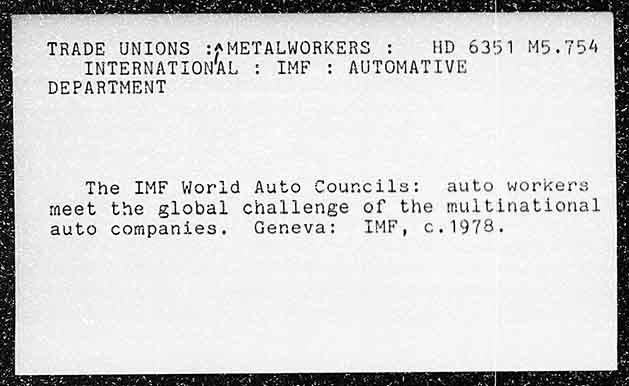 TRADE UNIONS : METALWORKERS : HD 6351 M5.754
INTERNATIONAL : IMF : AUTOMATIVE
DEPARTMENT
The IMF World Auto Councils: auto workers
meet the global challenge of the multinational
auto companies. Geneva: IMF, c.1978.